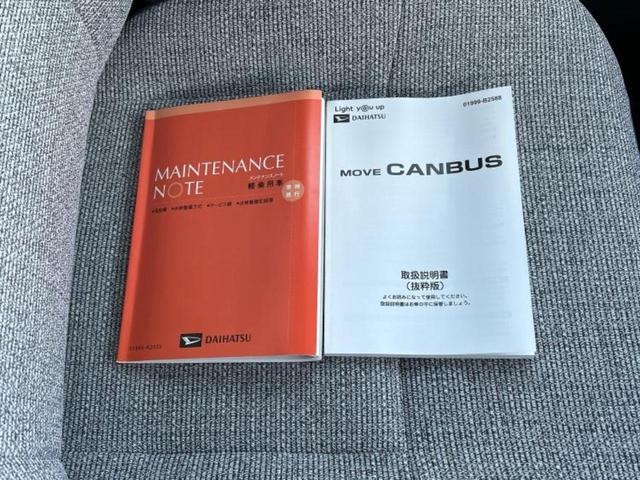 MAINTENANCE
NOTE
メンテナンスノート
軽乗用車
DAIHATSU
Light you up
DAIHATSU
01999-B2588
MOVE CANBUS
取扱説明書
（抜粋版）
よくお読みになって使用してください。
取扱説明書はお車の中に保管しましょう。